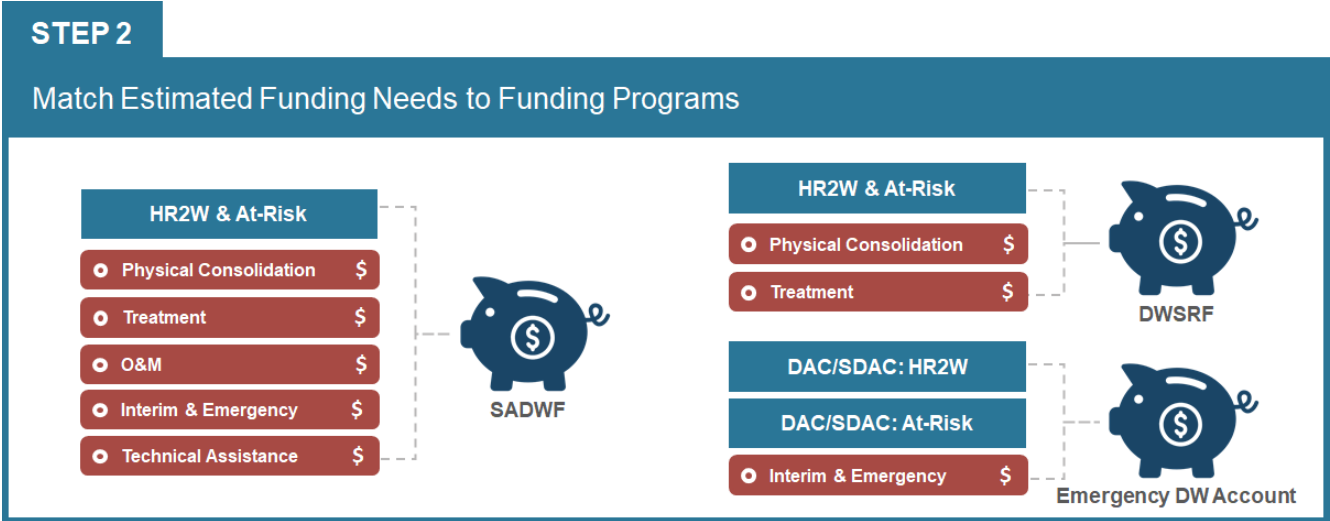 STEP 2
Match Estimated Funding Needs to Funding Programs
HR2W & At-Risk
Physical Consolidation $
Treatment $
O&M $
Interim & Emergency $
Technical Assistance $
$
SADWF
HR2W & At-Risk
Physical Consolidation $
Treatment $
$
DWSRF
DAC/SDAC: HR2W
DAC/SDAC: At-Risk
Interim & Emergency $
$
Emergency DW Account